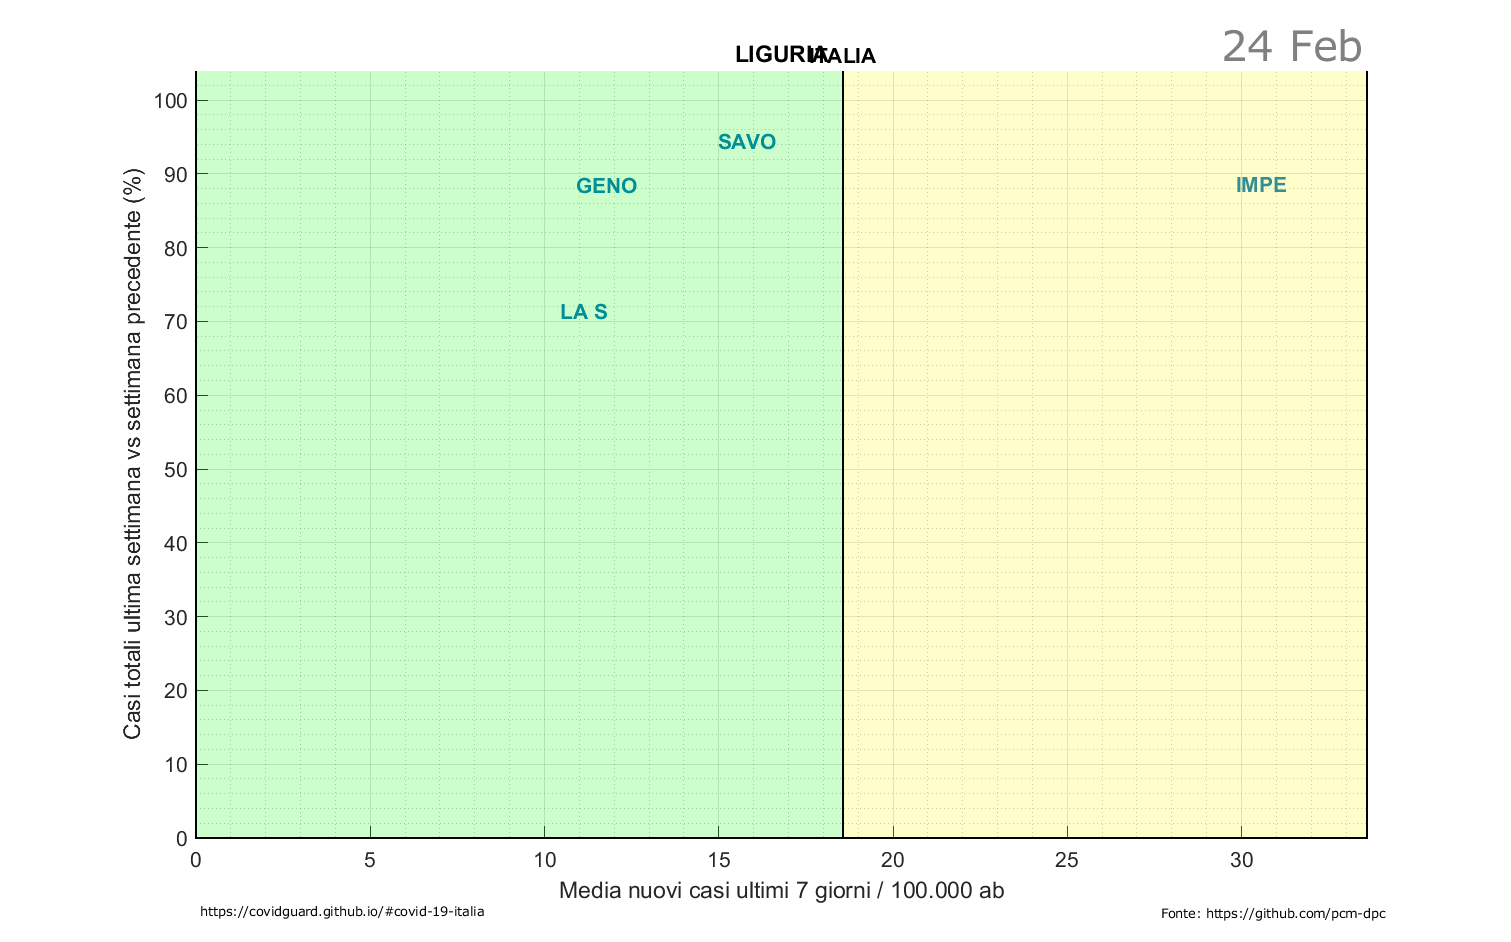 24 Feb
LIGURIA
ITALIA
100
90
80
70
60
50
40
30
20
10
0
Casi totali ultima settimana vs settimana precedente (%)
SAVO
GENO
IMPE
LA S
0 5 10 15 20 25 30
Media nuovi casi ultimi 7 giorni / 100.000 ab
https://covidguard.github.io/#covid-19-italia
Fonte: https://github.com/pcm-dpc